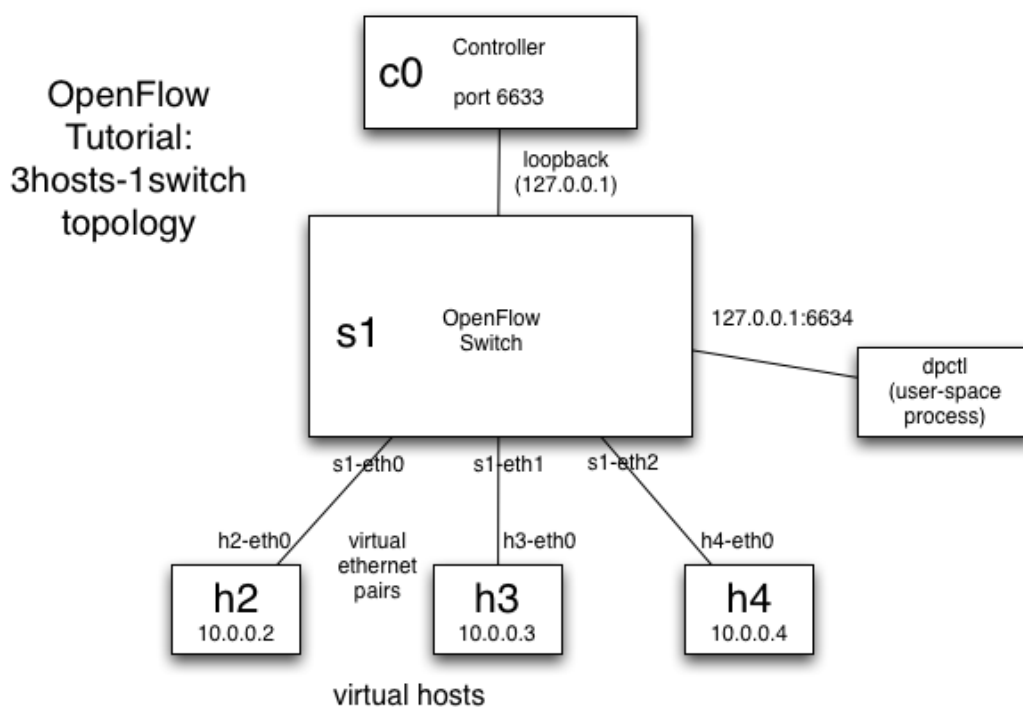 OpenFlow
Tutorial:
3hosts-1switch
topology
c0
Controller
port 6633
loopback
(127.0.0.1)
s1
OpenFlow
Switch
127.0.0.1:6634
dpctl
(user-space
process)
s1-eth0
s1-eth1
s1-eth2
h2-eth0
virtual
ethernet
pairs
h3-eth0
h4-eth0
h2
10.0.0.2
h3
10.0.0.3
h4
10.0.0.4
virtual hosts